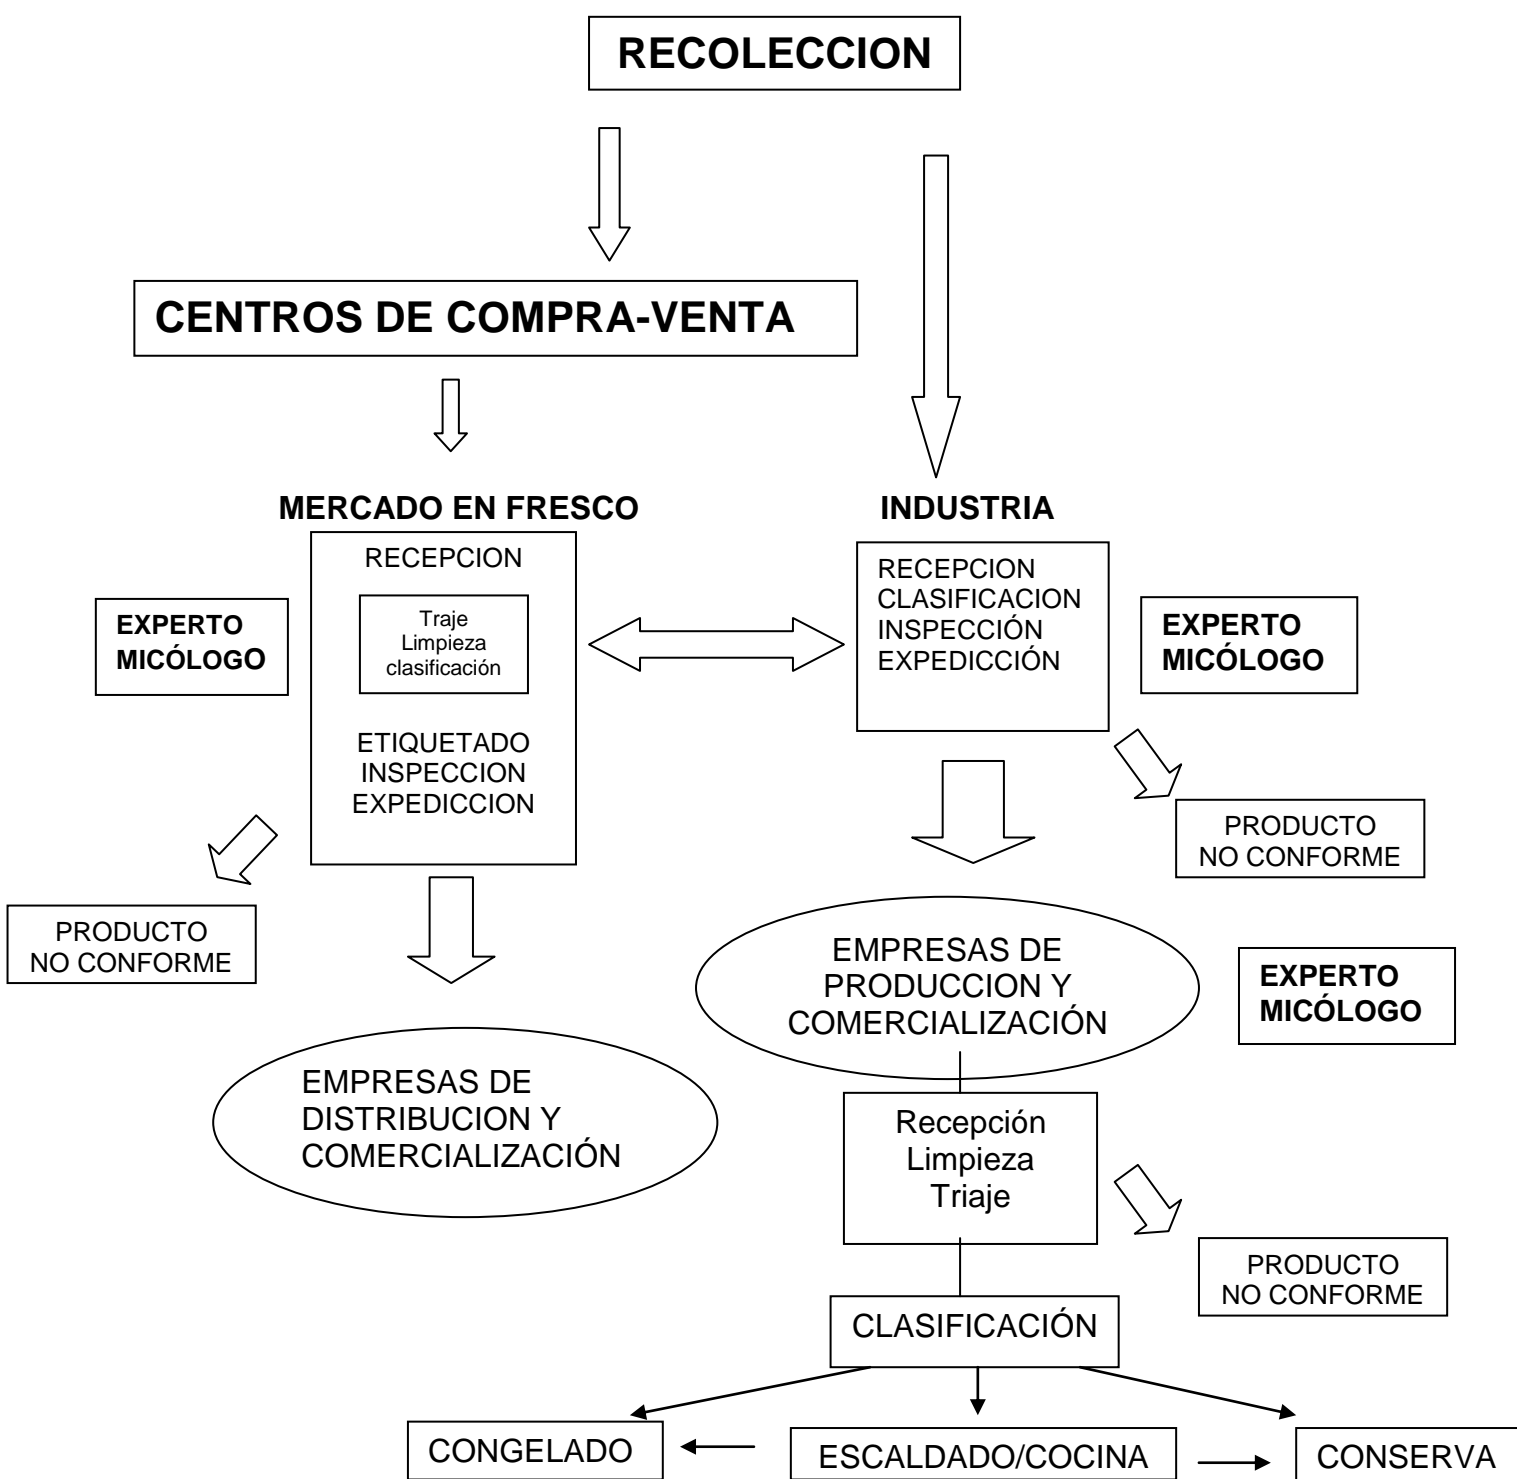 RECOLECCION
CENTROS DE COMPRA-VENTA
MERCADO EN FRESCO
RECEPCION
Traje
Limpieza
clasificación
ETIQUETADO
INSPECCION
EXPEDICCION
EXPERTO
MICÓLOGO
PRODUCTO
NO CONFORME
EMPRESAS DE
DISTRIBUCION Y
COMERCIALIZACIÓN
INDUSTRIA
RECEPCION
CLASIFICACION
INSPECCIÓN
EXPEDICCIÓN
EXPERTO
MICÓLOGO
PRODUCTO
NO CONFORME
EMPRESAS DE
PRODUCCION Y
COMERCIALIZACIÓN
EXPERTO
MICÓLOGO
Recepción
Limpieza
Triaje
PRODUCTO
NO CONFORME
CLASIFICACIÓN
CONGELADO
ESCALDADO/COCINA
CONSERVA